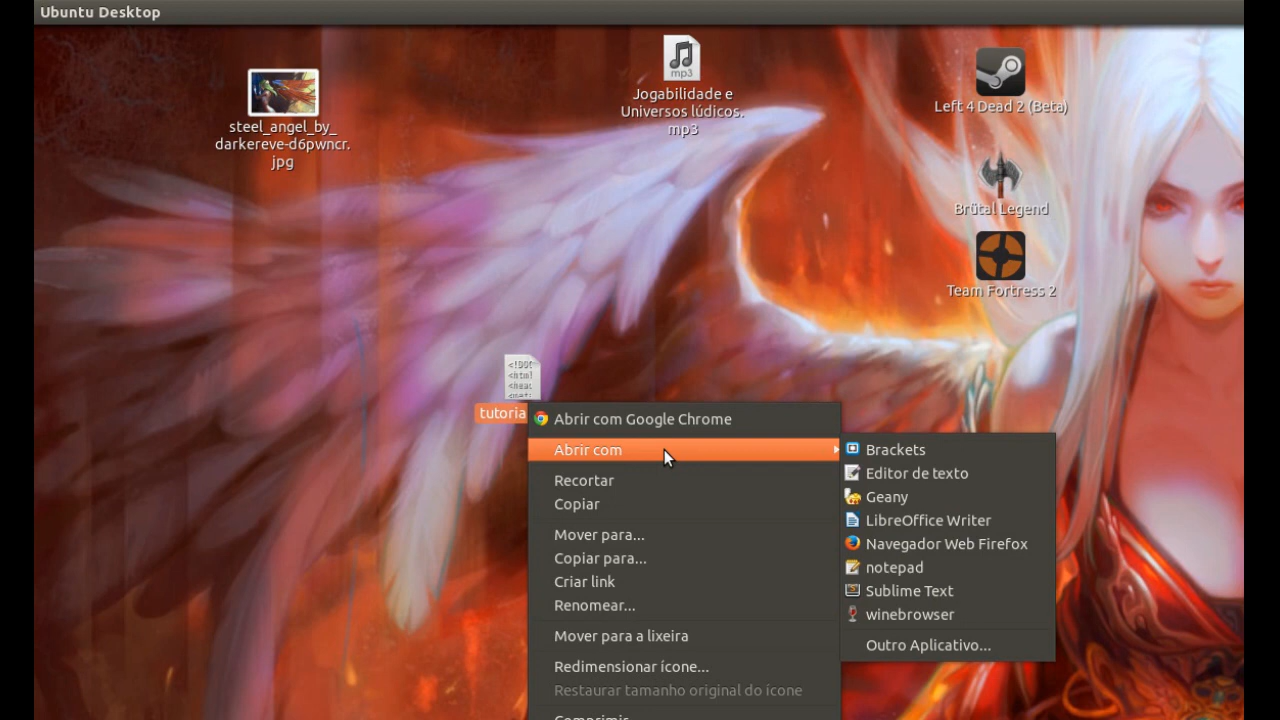 Ubuntu Desktop
steel_angel_by_
darkereve-d6pwncr.
jpg
mp3
Jogabilidade e
Universos lúdicos.
mp3
Left 4 Dead 2 (Beta)
Brütal Legend
Team Fortress 2
<html
tutoria
Abrir com Google Chrome
Abrir com
Recortar
Copiar
Mover para...
Copiar para...
Criar link
Renomear...
Mover para a lixeira
Redimensionar ícone...
Restaurar tamanho original do ícone
Comprimir
Brackets
Editor de texto
Geany
LibreOffice Writer
Navegador Web Firefox
notepad
Sublime Text
winebrowser
Outro Aplicativo...